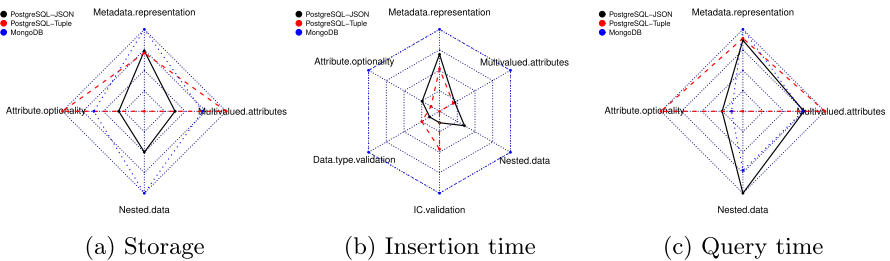 PostgreSQL-JSON
PostgreSQL-Tuple
MongoDB
Metadata.representation
Attribute.optionality
Multivalued.attributes
Nested.data
(a) Storage
PostgreSQL-JSON
PostgreSQL-Tuple
MongoDB
Metadata.representation
Attribute.optionality
Multivalued.attributes
Data.type.validation
Nested.data
IC.validation
(b) Insertion time
PostgreSQL-JSON
PostgreSQL-Tuple
MongoDB
Metadata.representation
Attribute.optionality
Multivalued.attributes
Nested.data
(c) Query time